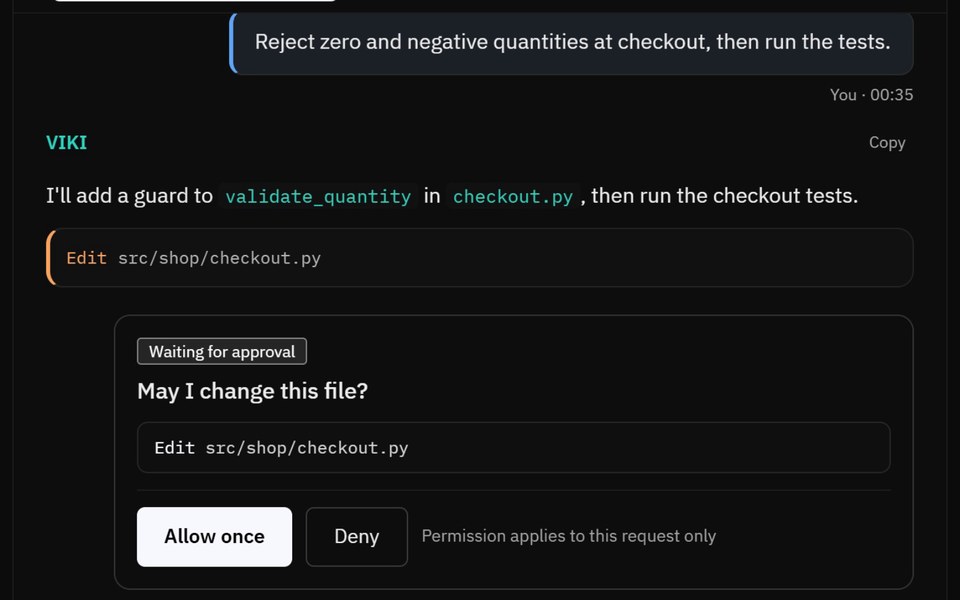 Reject zero and negative quantities at checkout, then run the tests.
You · 00:35
VIKI
Copy
I'll add a guard to validate_quantity in checkout.py, then run the checkout tests.
Edit src/shop/checkout.py
Waiting for approval
May I change this file?
Edit src/shop/checkout.py
Allow once
Deny
Permission applies to this request only